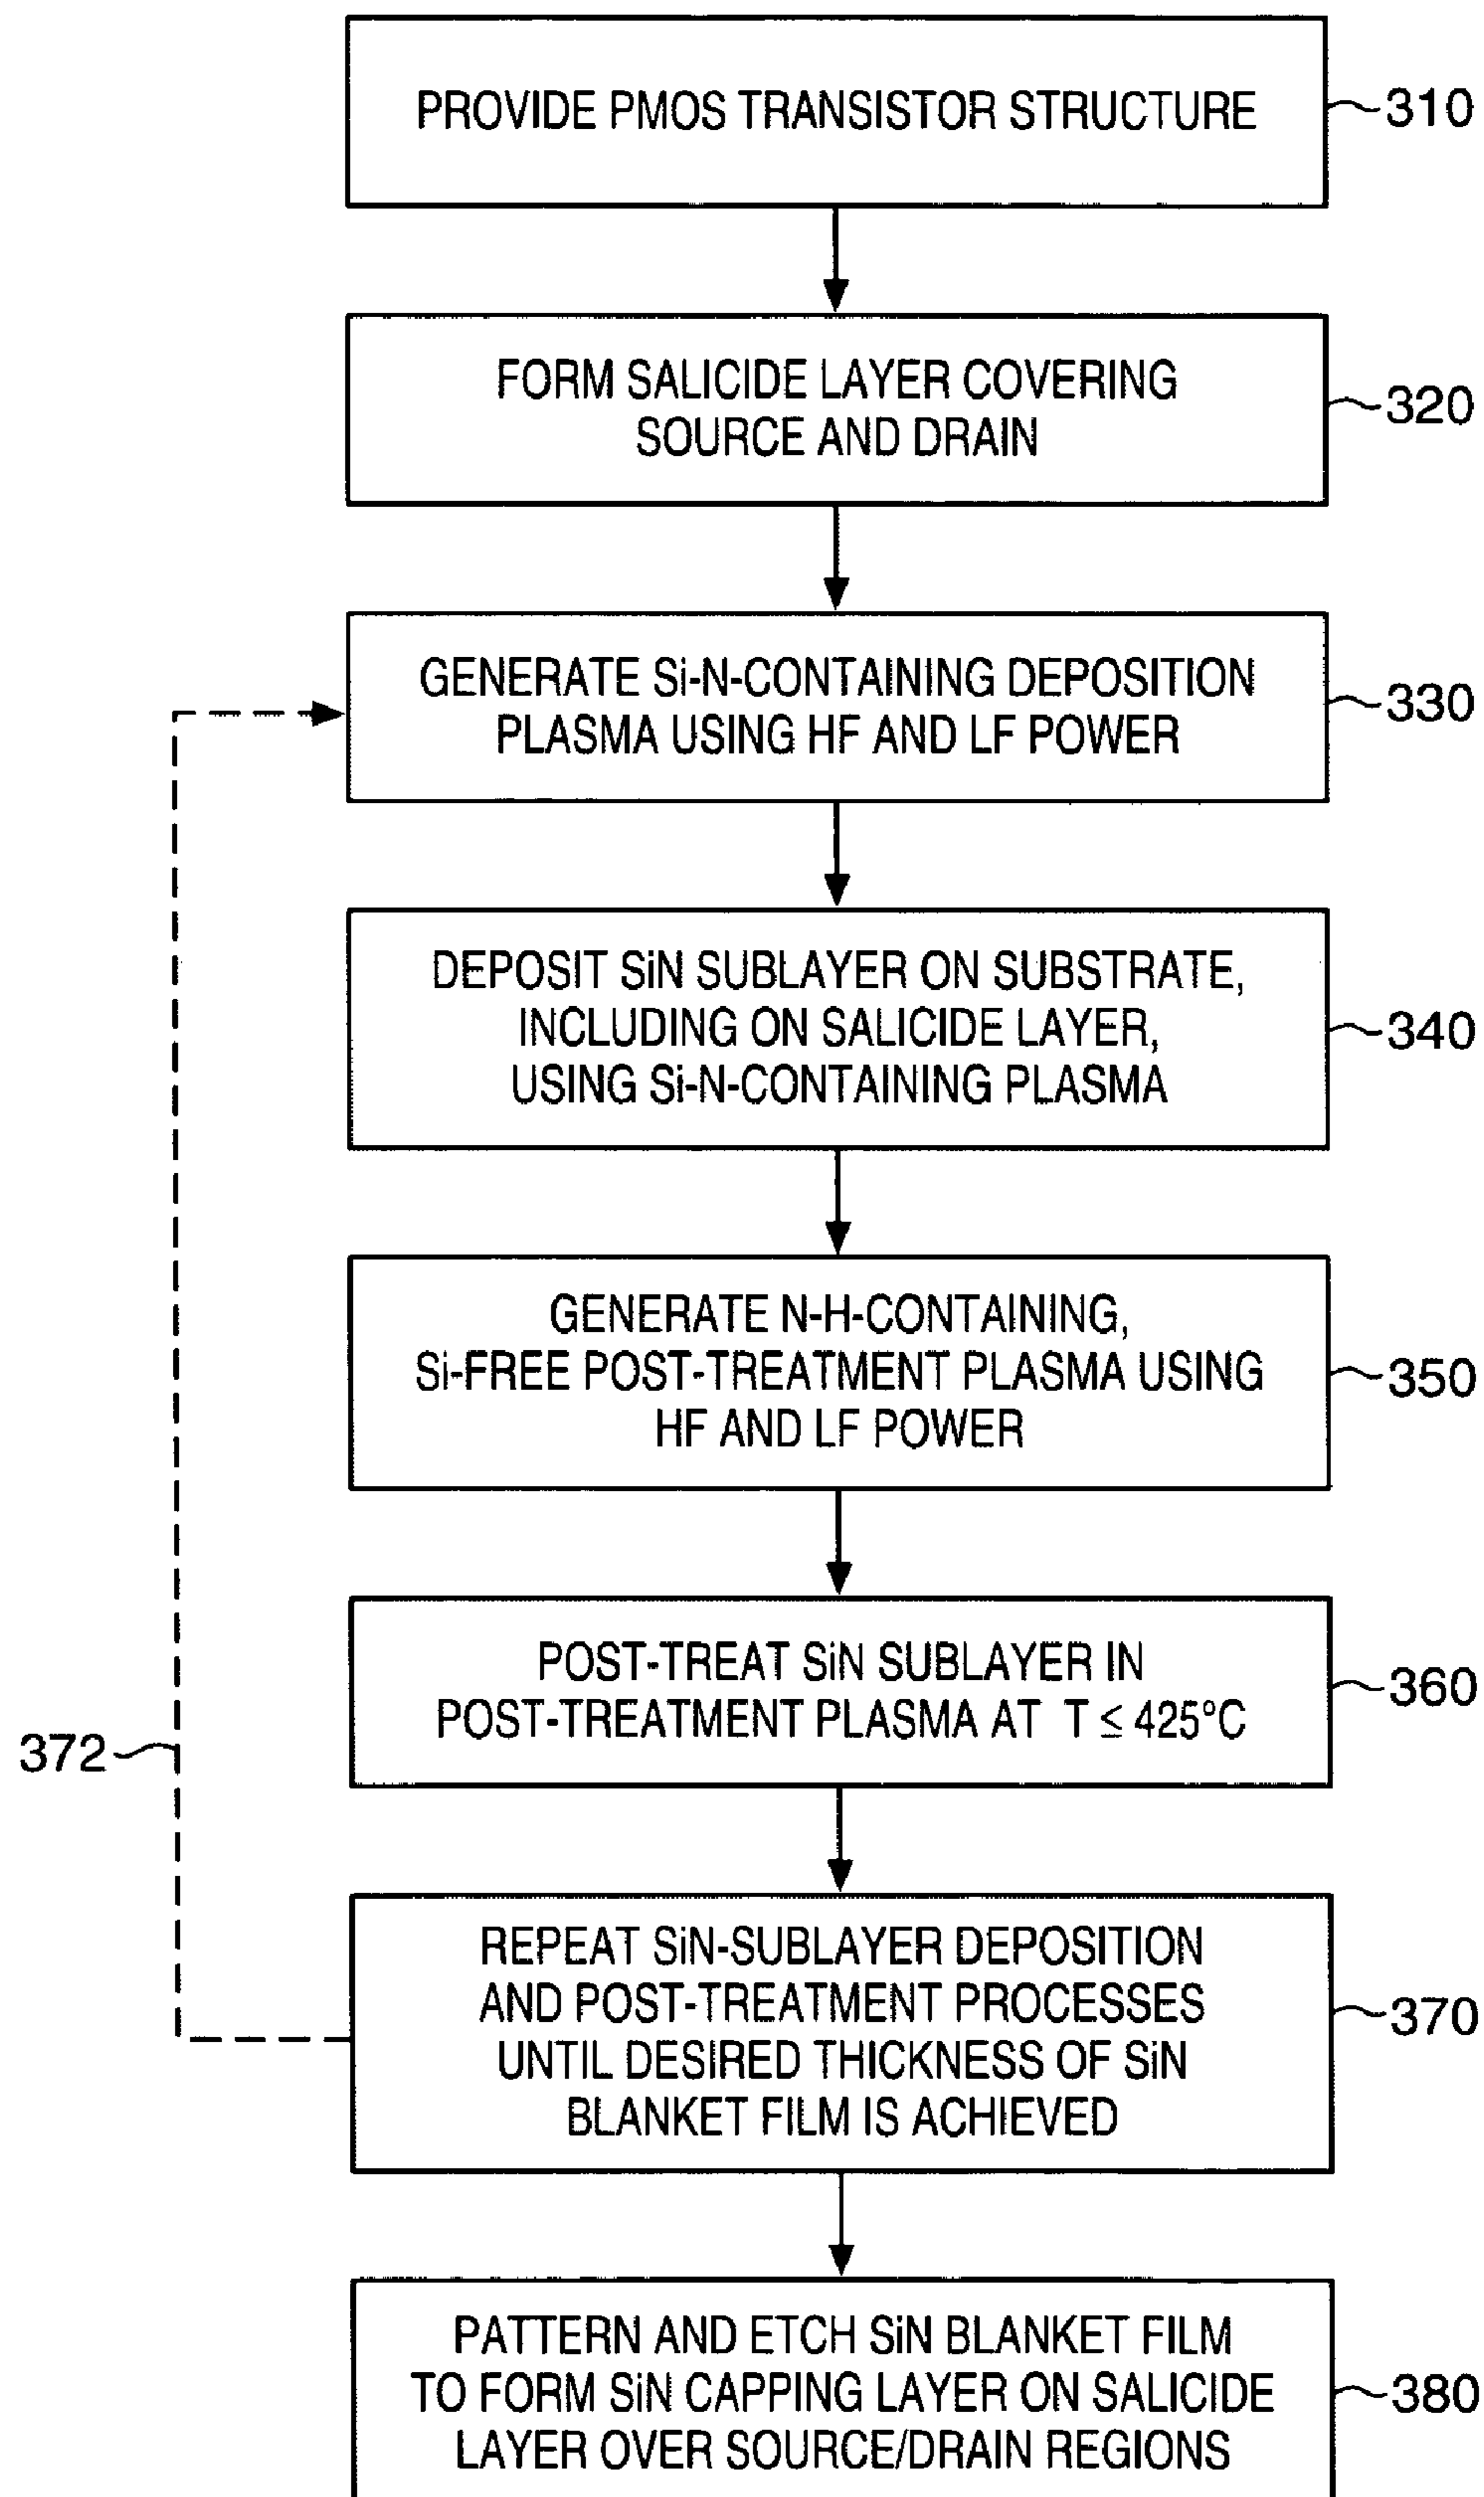 PROVIDE PMOS TRANSISTOR STRUCTURE
310
FORM SALICIDE LAYER COVERING
SOURCE AND DRAIN
320
GENERATE Si-N-CONTAINING DEPOSITION
PLASMA USING HF AND LF POWER
330
DEPOSIT SiN SUBLAYER ON SUBSTRATE,
INCLUDING ON SALICIDE LAYER,
USING Si-N-CONTAINING PLASMA
340
GENERATE N-H-CONTAINING,
Si-FREE POST-TREATMENT PLASMA USING
HF AND LF POWER
350
POST-TREAT SiN SUBLAYER IN
POST-TREATMENT PLASMA AT T ≤ 425°C
360
372
REPEAT SiN-SUBLAYER DEPOSITION
AND POST-TREATMENT PROCESSES
UNTIL DESIRED THICKNESS OF SiN
BLANKET FILM IS ACHIEVED
370
PATTERN AND ETCH SiN BLANKET FILM
TO FORM SiN CAPPING LAYER ON SALICIDE
LAYER OVER SOURCE/DRAIN REGIONS
380